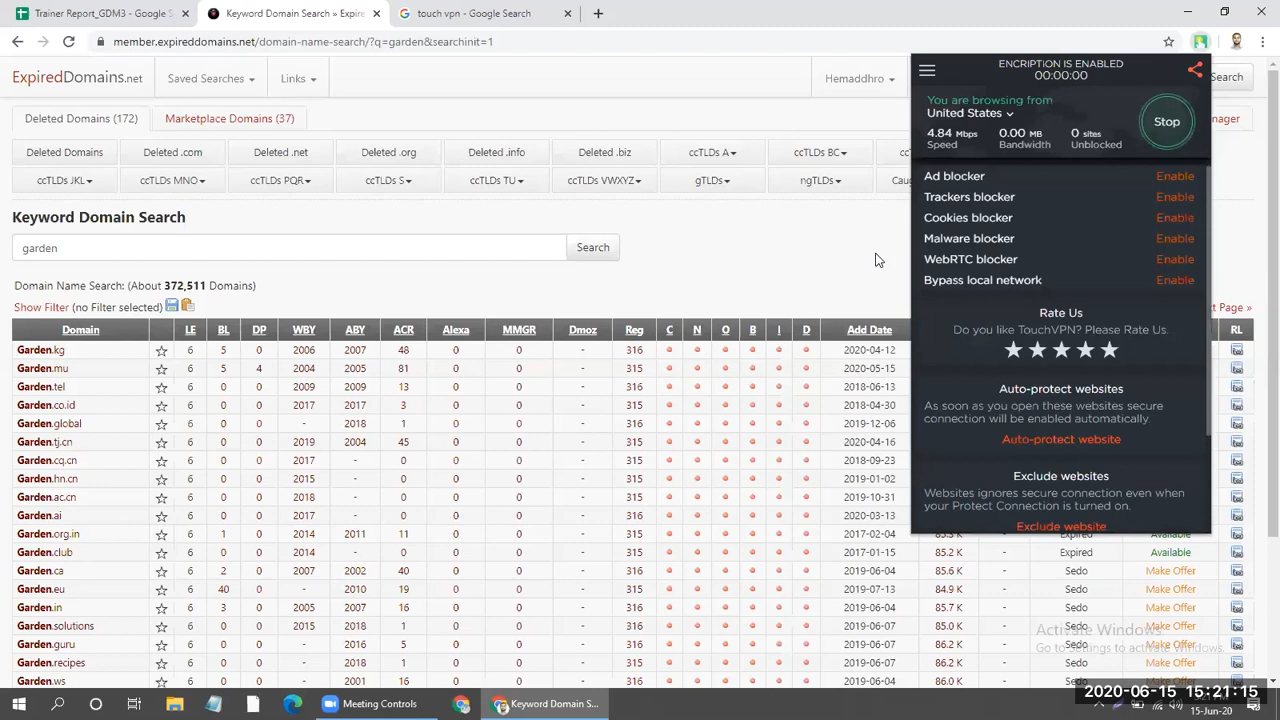 Trainer Report_GDM3 - Google S
Keyword Domain Search » Expire
touch vpn - Google Search
member.expireddomains.net/domain-name-search/?q=garden&searchinit=1
ExpiredDomains.net
Saved Searches
Links
Hemaddhro
Search
Deleted Domains (172)
Marketplace Domains (37)
Deleted Domains Deleted .com Deleted .net Deleted .org Deleted .info Deleted .biz ccTLDs A ccTLDs BC
ccTLDs JKL ccTLDs MNO ccTLDs PQR ccTLDs S ccTLDs TU ccTLDs VWXYZ gTLDs ngTLDs
Keyword Domain Search
garden
Search
Domain Name Search: (About 372,511 Domains)
Show Filter (no Filter selected)
Domain LE BL DP WBY ABY ACR Alexa MMGR Dmoz Reg C N O B I D Add Date RL
Garden.kg 6 5 0 2006 2007 48 0 0 - 316 2020-04-12
Garden.mu 6 5 4 2004 2005 81 0 0 - 315 2020-05-15
Garden.tel 6 0 0 2009 2009 13 0 0 - 316 2018-06-13
Garden.co.id 6 0 0 2017 2017 3 0 0 - 315 2018-04-30
Garden.global 6 0 0 - 2018 11 0 0 - 316 2019-12-06
Garden.tj.cn 6 0 0 2019 2004 45 0 0 - 315 2020-04-16
Garden.cq.cn 6 0 0 2015 - 0 0 0 - 315 2018-09-23
Garden.hn.cn 6 0 0 2015 - 0 0 0 - 315 2019-01-02
Garden.ac.cn 6 0 0 2018 - 0 0 0 - 315 2019-10-31
Garden.ai 6 0 0 2017 - 0 0 0 - 315 2020-03-13
Garden.org.in 6 1 0 2014 2011 11 0 0 - 316 2017-02-04 85.5 K - Expired Available
Garden.club 6 0 0 2014 - 0 0 0 - 316 2017-01-15 85.2 K - Expired Available
Garden.ca 6 2 0 2007 2002 40 0 0 - 316 2019-06-04 85.6 K - Sedo Make Offer
Garden.eu 6 40 0 - 2010 19 0 0 - 315 2019-07-13 84.9 K - Sedo Make Offer
Garden.in 6 3 0 2005 2007 16 0 0 - 316 2019-06-04 85.7 K - Sedo Make Offer
Garden.solutions 6 0 0 2015 2018 1 0 0 - 316 2019-06-04 85.0 K - Sedo Make Offer
Garden.guru 6 0 0 - 2016 5 0 0 - 316 2019-06-07 86.2 K - Sedo Make Offer
Garden.recipes 6 0 0 - 2018 1 0 0 - 315 2019-06-07 86.2 K - Sedo Make Offer
Garden.ws 6 0 0 - 2001 16 0 0 - 316 2019-06-07 86.0 K - Sedo Make Offer
ENCRIPTION IS ENABLED
00:00:00
You are browsing from
United States
Stop
4.84 Mbps 0.00 MB 0 sites
Speed Bandwidth Unblocked
Ad blocker Enable
Trackers blocker Enable
Cookies blocker Enable
Malware blocker Enable
WebRTC blocker Enable
Bypass local network Enable
Rate Us
Do you like TouchVPN? Please Rate Us.
Auto-protect websites
As soon as you open these websites secure
connection will be enabled automatically.
Auto-protect website
Exclude websites
Websites ignores secure connection even when
your Protect Connection is turned on.
Exclude website
Activate Windows
Go to Settings to activate Windows.
Meeting Controls
Keyword Domain S...
2020-06-15 15:21:15
15-Jun-20